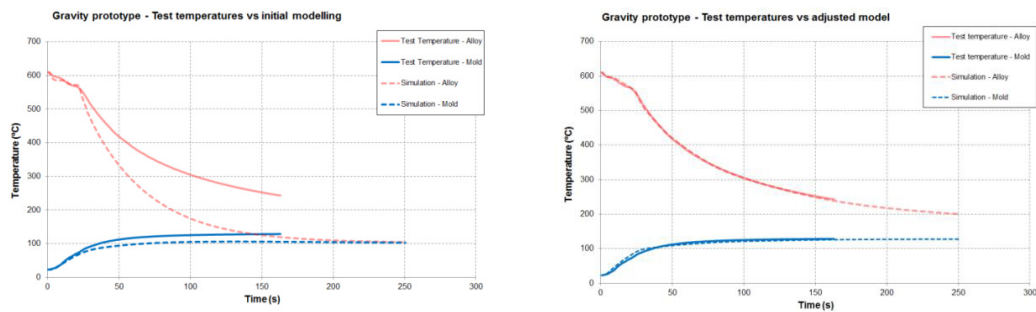 Gravity prototype - Test temperatures vs initial modelling
700
600
500
400
300
200
100
0
0 50 100 150 200 250 300
Temperature (ºC)
Time (s)
Test Temperature - Alloy
Test Temperature - Mold
Simulation - Alloy
Simulation - Mold
Gravity prototype - Test temperatures vs adjusted model
700
600
500
400
300
200
100
0
0 50 100 150 200 250 300
Temperature (ºC)
Time (s)
Test temperature - Alloy
Test temperature - Mold
Simulation - Alloy
Simulation - Mold